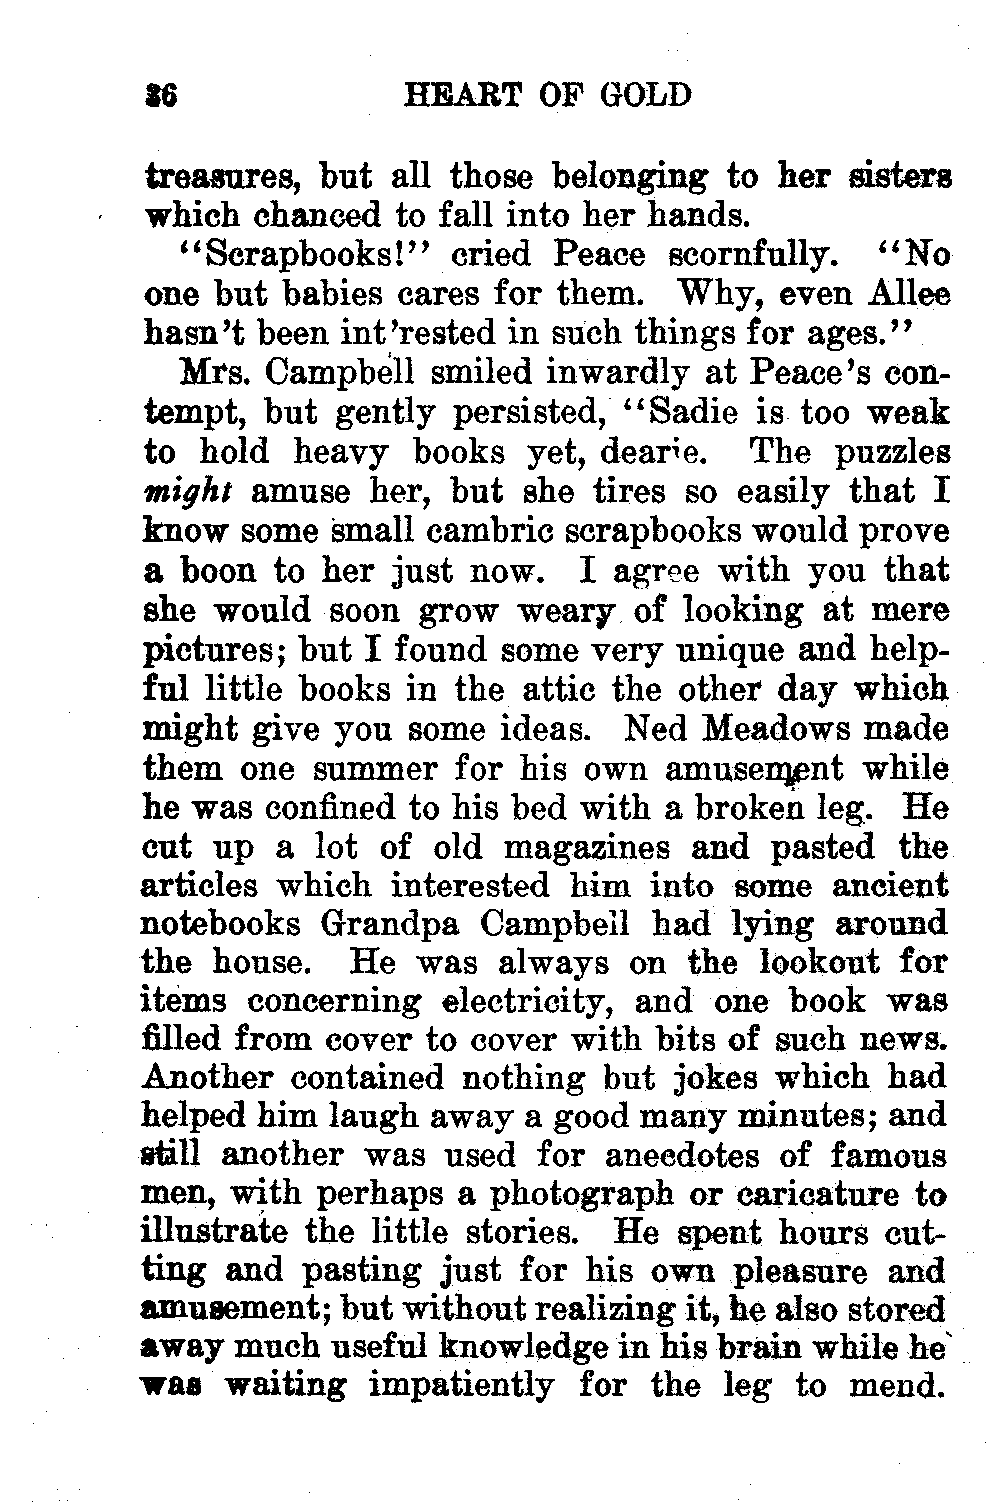 36 HEART OF GOLD
treasures, but all those belonging to her sisters
which chanced to fall into her hands.
"Scrapbooks!" cried Peace scornfully. "No
one but babies cares for them. Why, even Allee
hasn't been int'rested in such things for ages."
Mrs. Campbell smiled inwardly at Peace's con-
tempt, but gently persisted, "Sadie is too weak
to hold heavy books yet, dearie. The puzzles
might amuse her, but she tires so easily that I
know some small cambric scrapbooks would prove
a boon to her just now. I agree with you that
she would soon grow weary of looking at mere
pictures; but I found some very unique and help-
ful little books in the attic the other day which
might give you some ideas. Ned Meadows made
them one summer for his own amusement while
he was confined to his bed with a broken leg. He
cut up a lot of old magazines and pasted the
articles which interested him into some ancient
notebooks Grandpa Campbell had lying around
the house. He was always on the lookout for
items concerning electricity, and one book was
filled from cover to cover with bits of such news.
Another contained nothing but jokes which had
helped him laugh away a good many minutes; and
still another was used for anecdotes of famous
men, with perhaps a photograph or caricature to
illustrate the little stories. He spent hours cut-
ting and pasting just for his own pleasure and
amusement; but without realizing it, he also stored
away much useful knowledge in his brain while he
was waiting impatiently for the leg to mend.